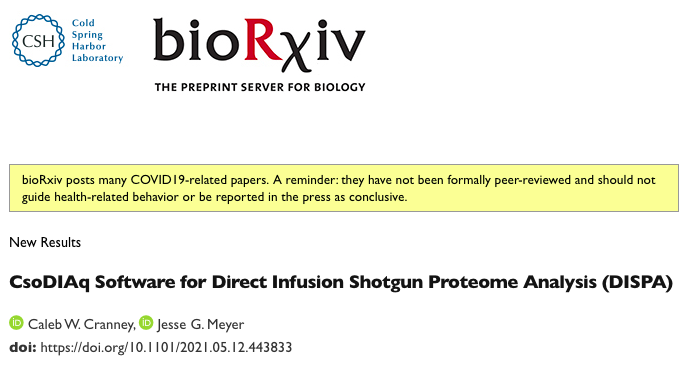 CSH
Cold
Spring
Harbor
Laboratory
bioRχiv
THE PREPRINT SERVER FOR BIOLOGY
bioRxiv posts many COVID19-related papers. A reminder: they have not been formally peer-reviewed and should not
guide health-related behavior or be reported in the press as conclusive.
New Results
CsoDIAq Software for Direct Infusion Shotgun Proteome Analysis (DISPA)
iD Caleb W. Cranney, iD Jesse G. Meyer
doi: https://doi.org/10.1101/2021.05.12.443833